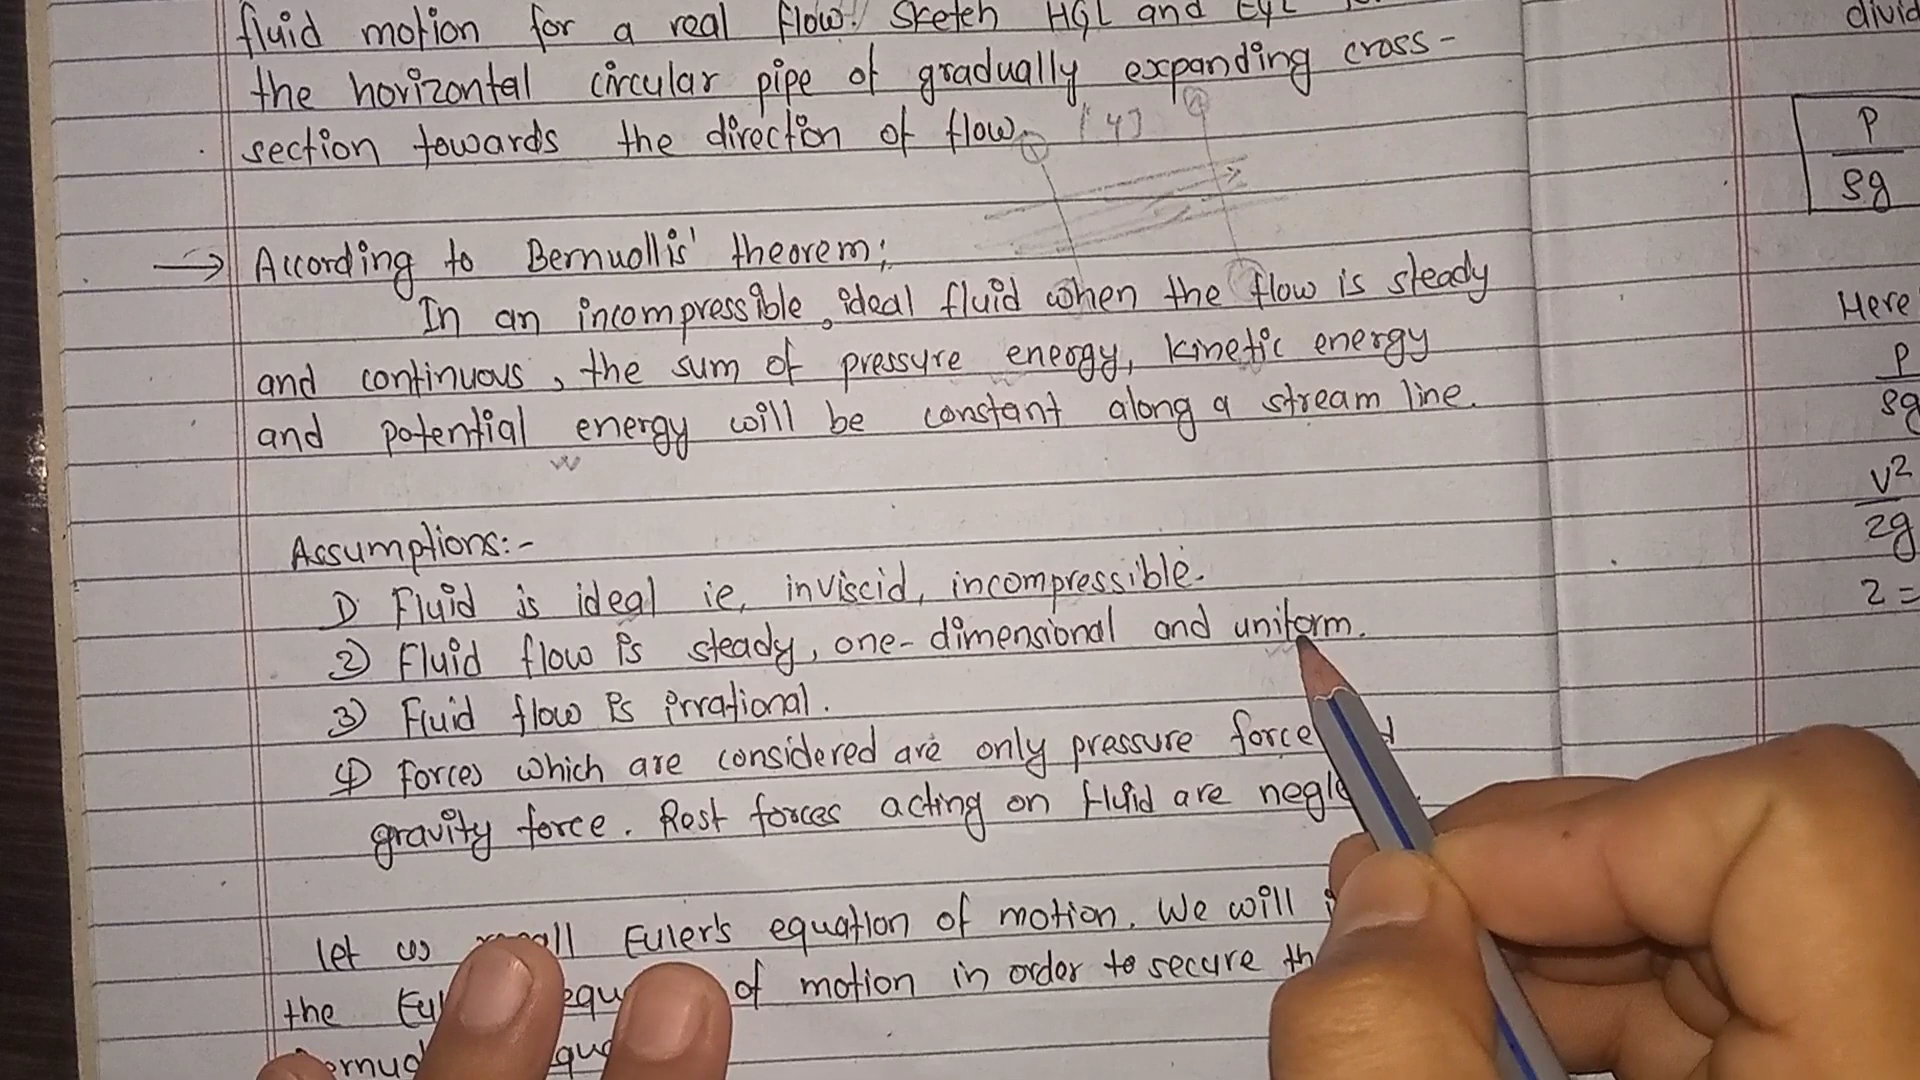 fluid motion for a real flow. Sketch HGL and EGL
the horizontal circular pipe of gradually expanding cross-
section towards the direction of flow. [4]
→ According to Bernuollis' theorem;
In an incompressible, ideal fluid when the flow is steady
and continuous, the sum of pressure energy, kinetic energy
and potential energy will be constant along a stream line.
Assumptions:-
1) Fluid is ideal ie, inviscid, incompressible.
2) Fluid flow is steady, one-dimensional and uniform.
3) Fluid flow is irrational.
4) Forces which are considered are only pressure force
gravity force. Rest forces acting on fluid are
Let us Euler's equation of motion. We will
the of motion in order to secure
divid
P
ρg
Here
P
ρg
v²
2g
z =